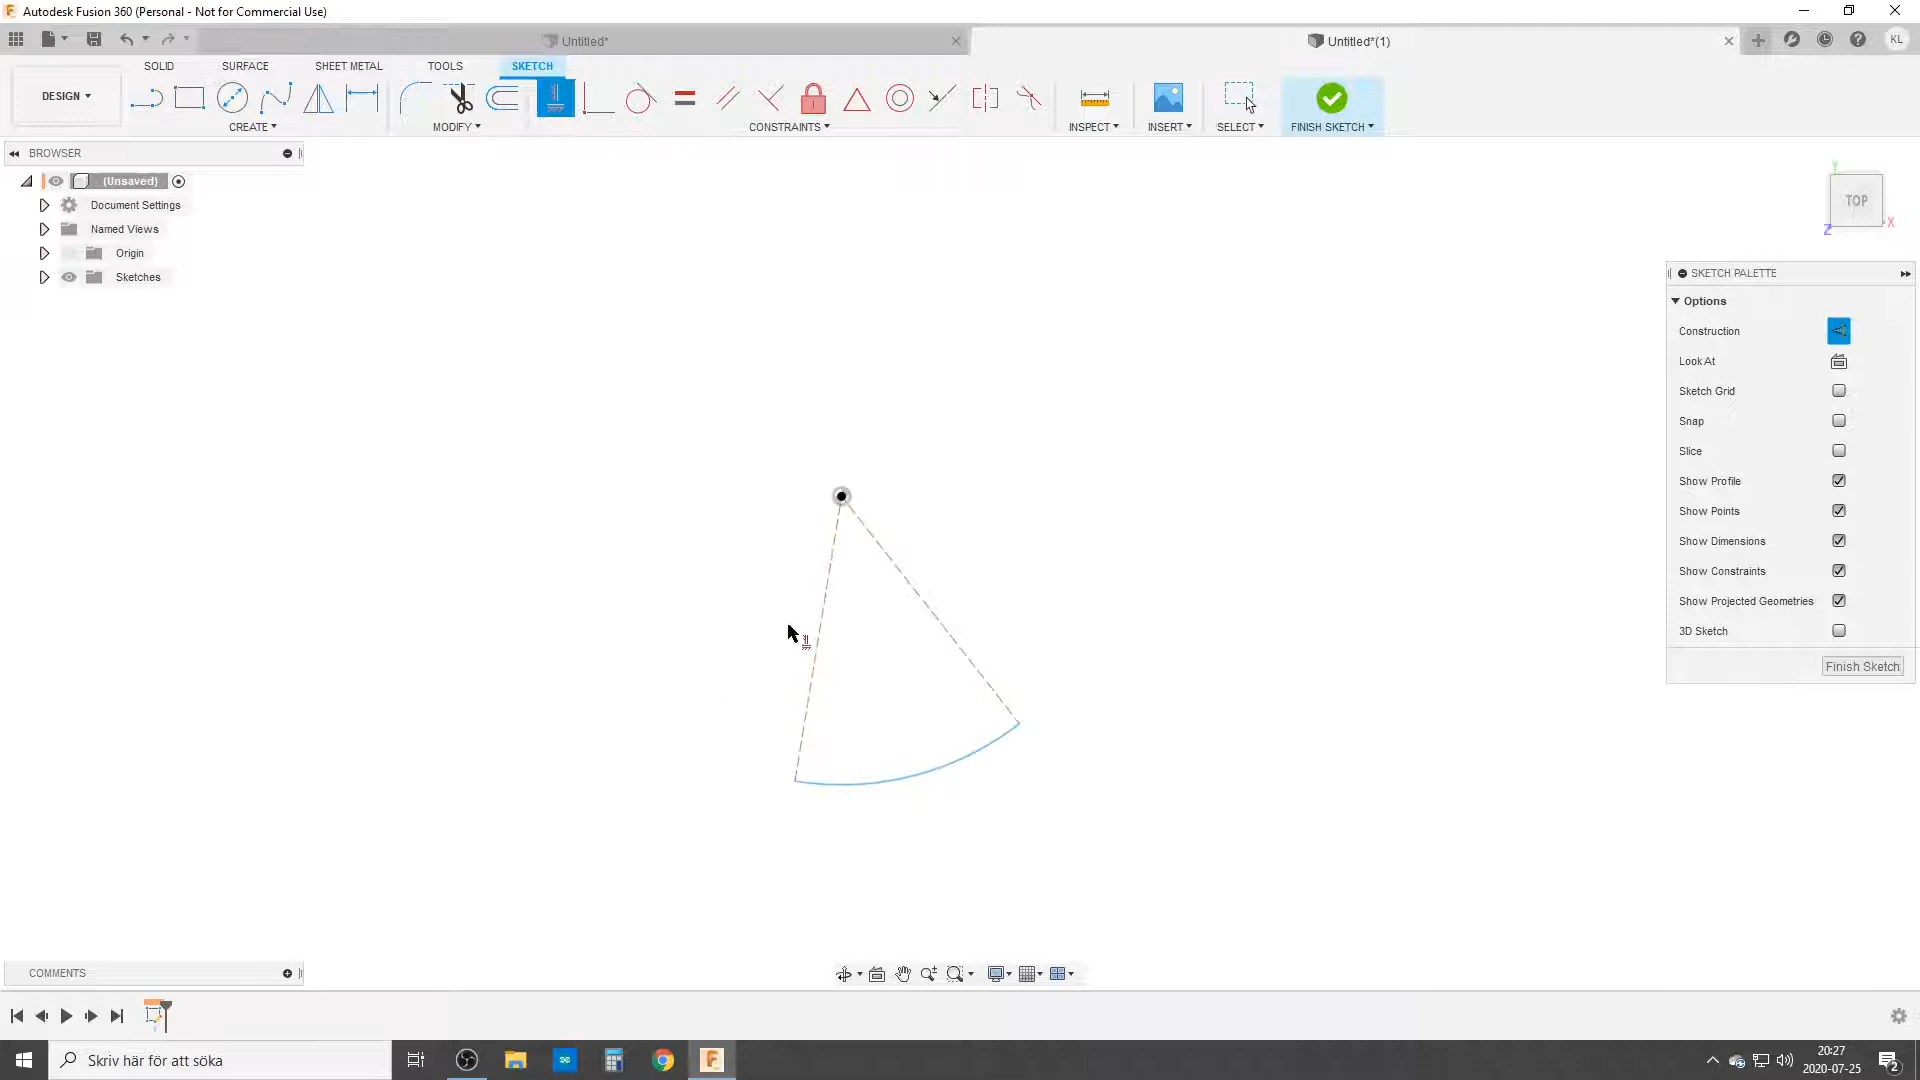 Autodesk Fusion 360 (Personal - Not for Commercial Use)
Untitled*
Untitled*(1)
KL
SOLID
SURFACE
SHEET METAL
TOOLS
SKETCH
DESIGN
CREATE
MODIFY
CONSTRAINTS
INSPECT
INSERT
SELECT
FINISH SKETCH
BROWSER
(Unsaved)
Document Settings
Named Views
Origin
Sketches
Y
TOP
X
Z
SKETCH PALETTE
Options
Construction
Look At
Sketch Grid
Snap
Slice
Show Profile
Show Points
Show Dimensions
Show Constraints
Show Projected Geometries
3D Sketch
Finish Sketch
COMMENTS
Skriv här för att söka
20:27
2020-07-25
2